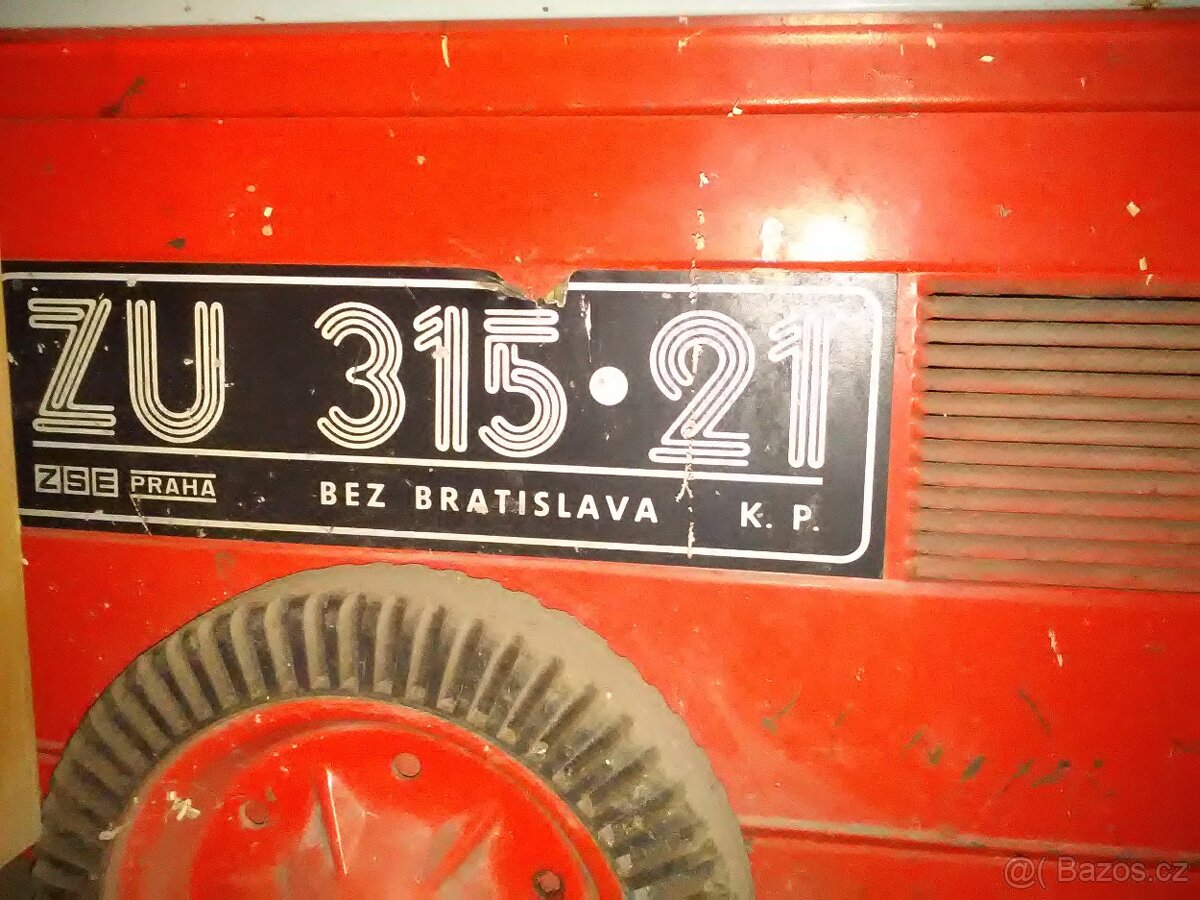 ZU 315·21
ZSE PRAHA BEZ BRATISLAVA K. P.
@( Bazos.cz